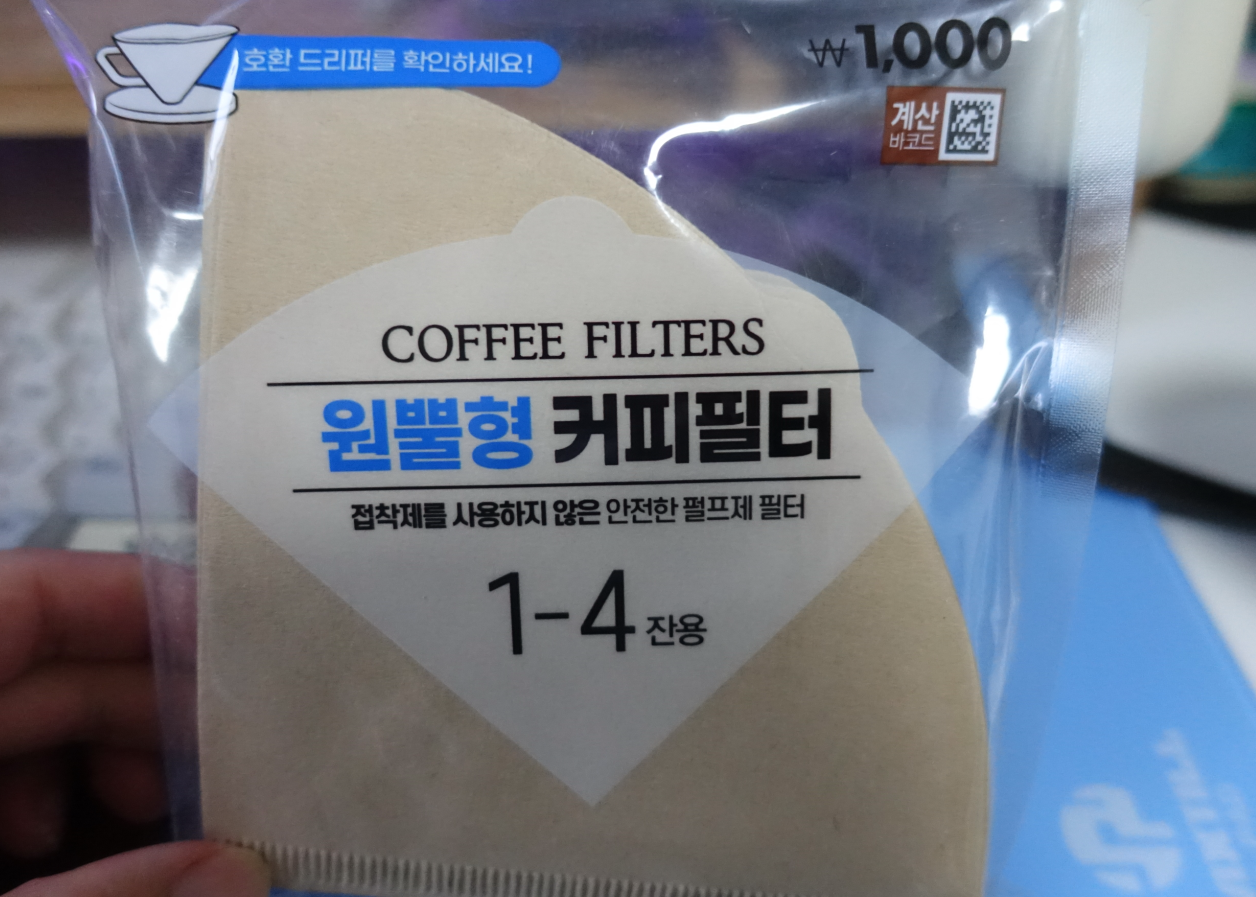 호환 드리퍼를 확인하세요!
₩1,000
계산
바코드
COFFEE FILTERS
원뿔형 커피필터
접착제를 사용하지 않은 안전한 펄프제 필터
1-4 잔용